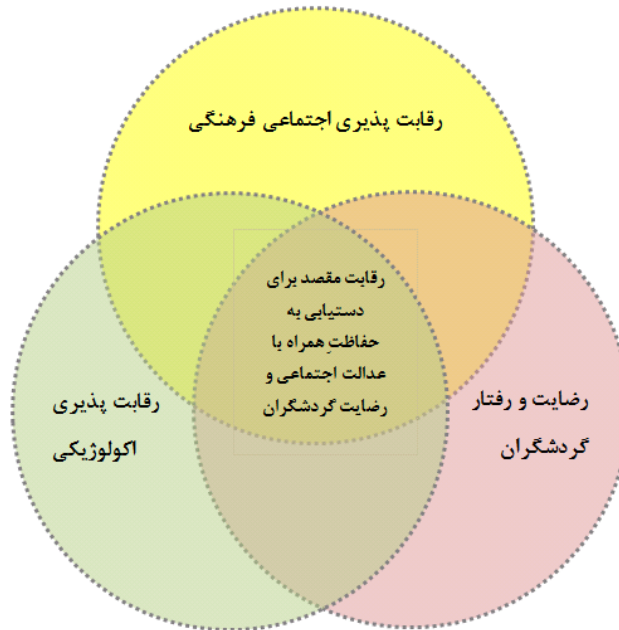 رقابت پذیری اجتماعی فرهنگی
رقابت مقصد برای
دستیابی به
حفاظتِ همراه با
عدالت اجتماعی و
رضایت گردشگران
رضایت و رفتار
گردشگران
رقابت پذیری
اکولوژیکی